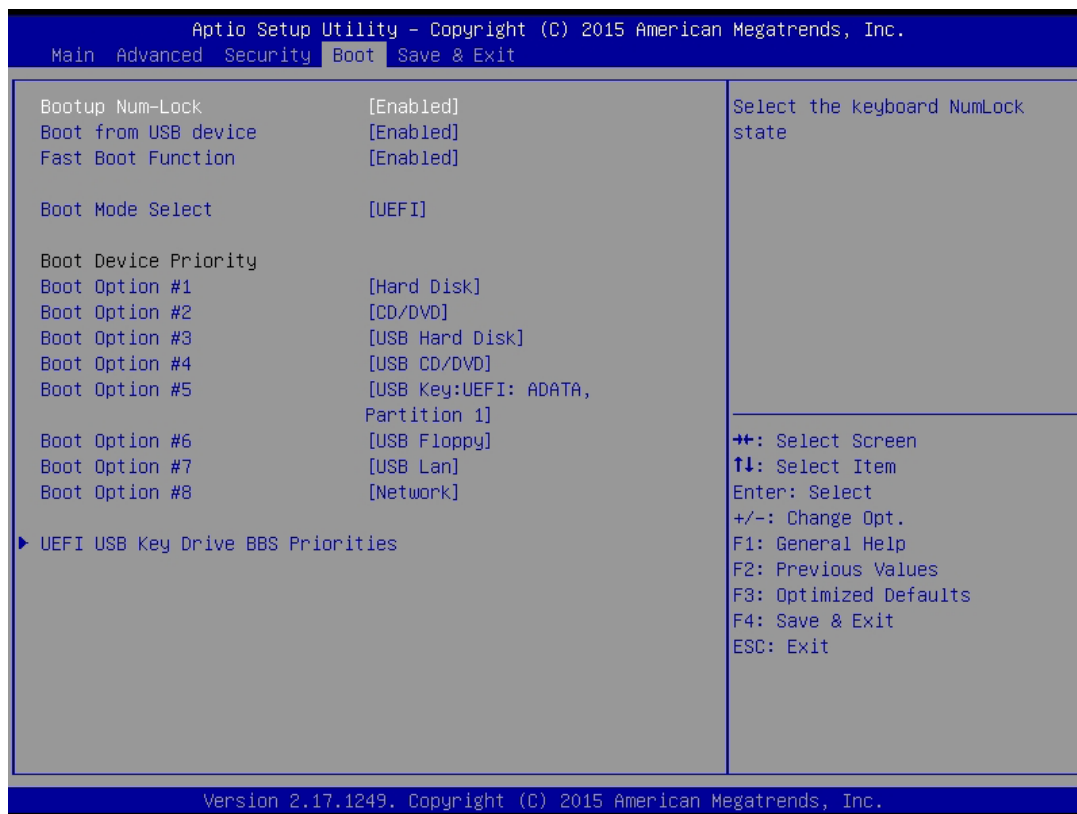 Aptio Setup Utility – Copyright (C) 2015 American Megatrends, Inc.
Main Advanced Security Boot Save & Exit
Bootup Num-Lock [Enabled]
Boot from USB device [Enabled]
Fast Boot Function [Enabled]
Boot Mode Select [UEFI]
Boot Device Priority
Boot Option #1 [Hard Disk]
Boot Option #2 [CD/DVD]
Boot Option #3 [USB Hard Disk]
Boot Option #4 [USB CD/DVD]
Boot Option #5 [USB Key:UEFI: ADATA,
Partition 1]
Boot Option #6 [USB Floppy]
Boot Option #7 [USB Lan]
Boot Option #8 [Network]
▶ UEFI USB Key Drive BBS Priorities
Select the keyboard NumLock
state
→←: Select Screen
↑↓: Select Item
Enter: Select
+/-: Change Opt.
F1: General Help
F2: Previous Values
F3: Optimized Defaults
F4: Save & Exit
ESC: Exit
Version 2.17.1249. Copyright (C) 2015 American Megatrends, Inc.